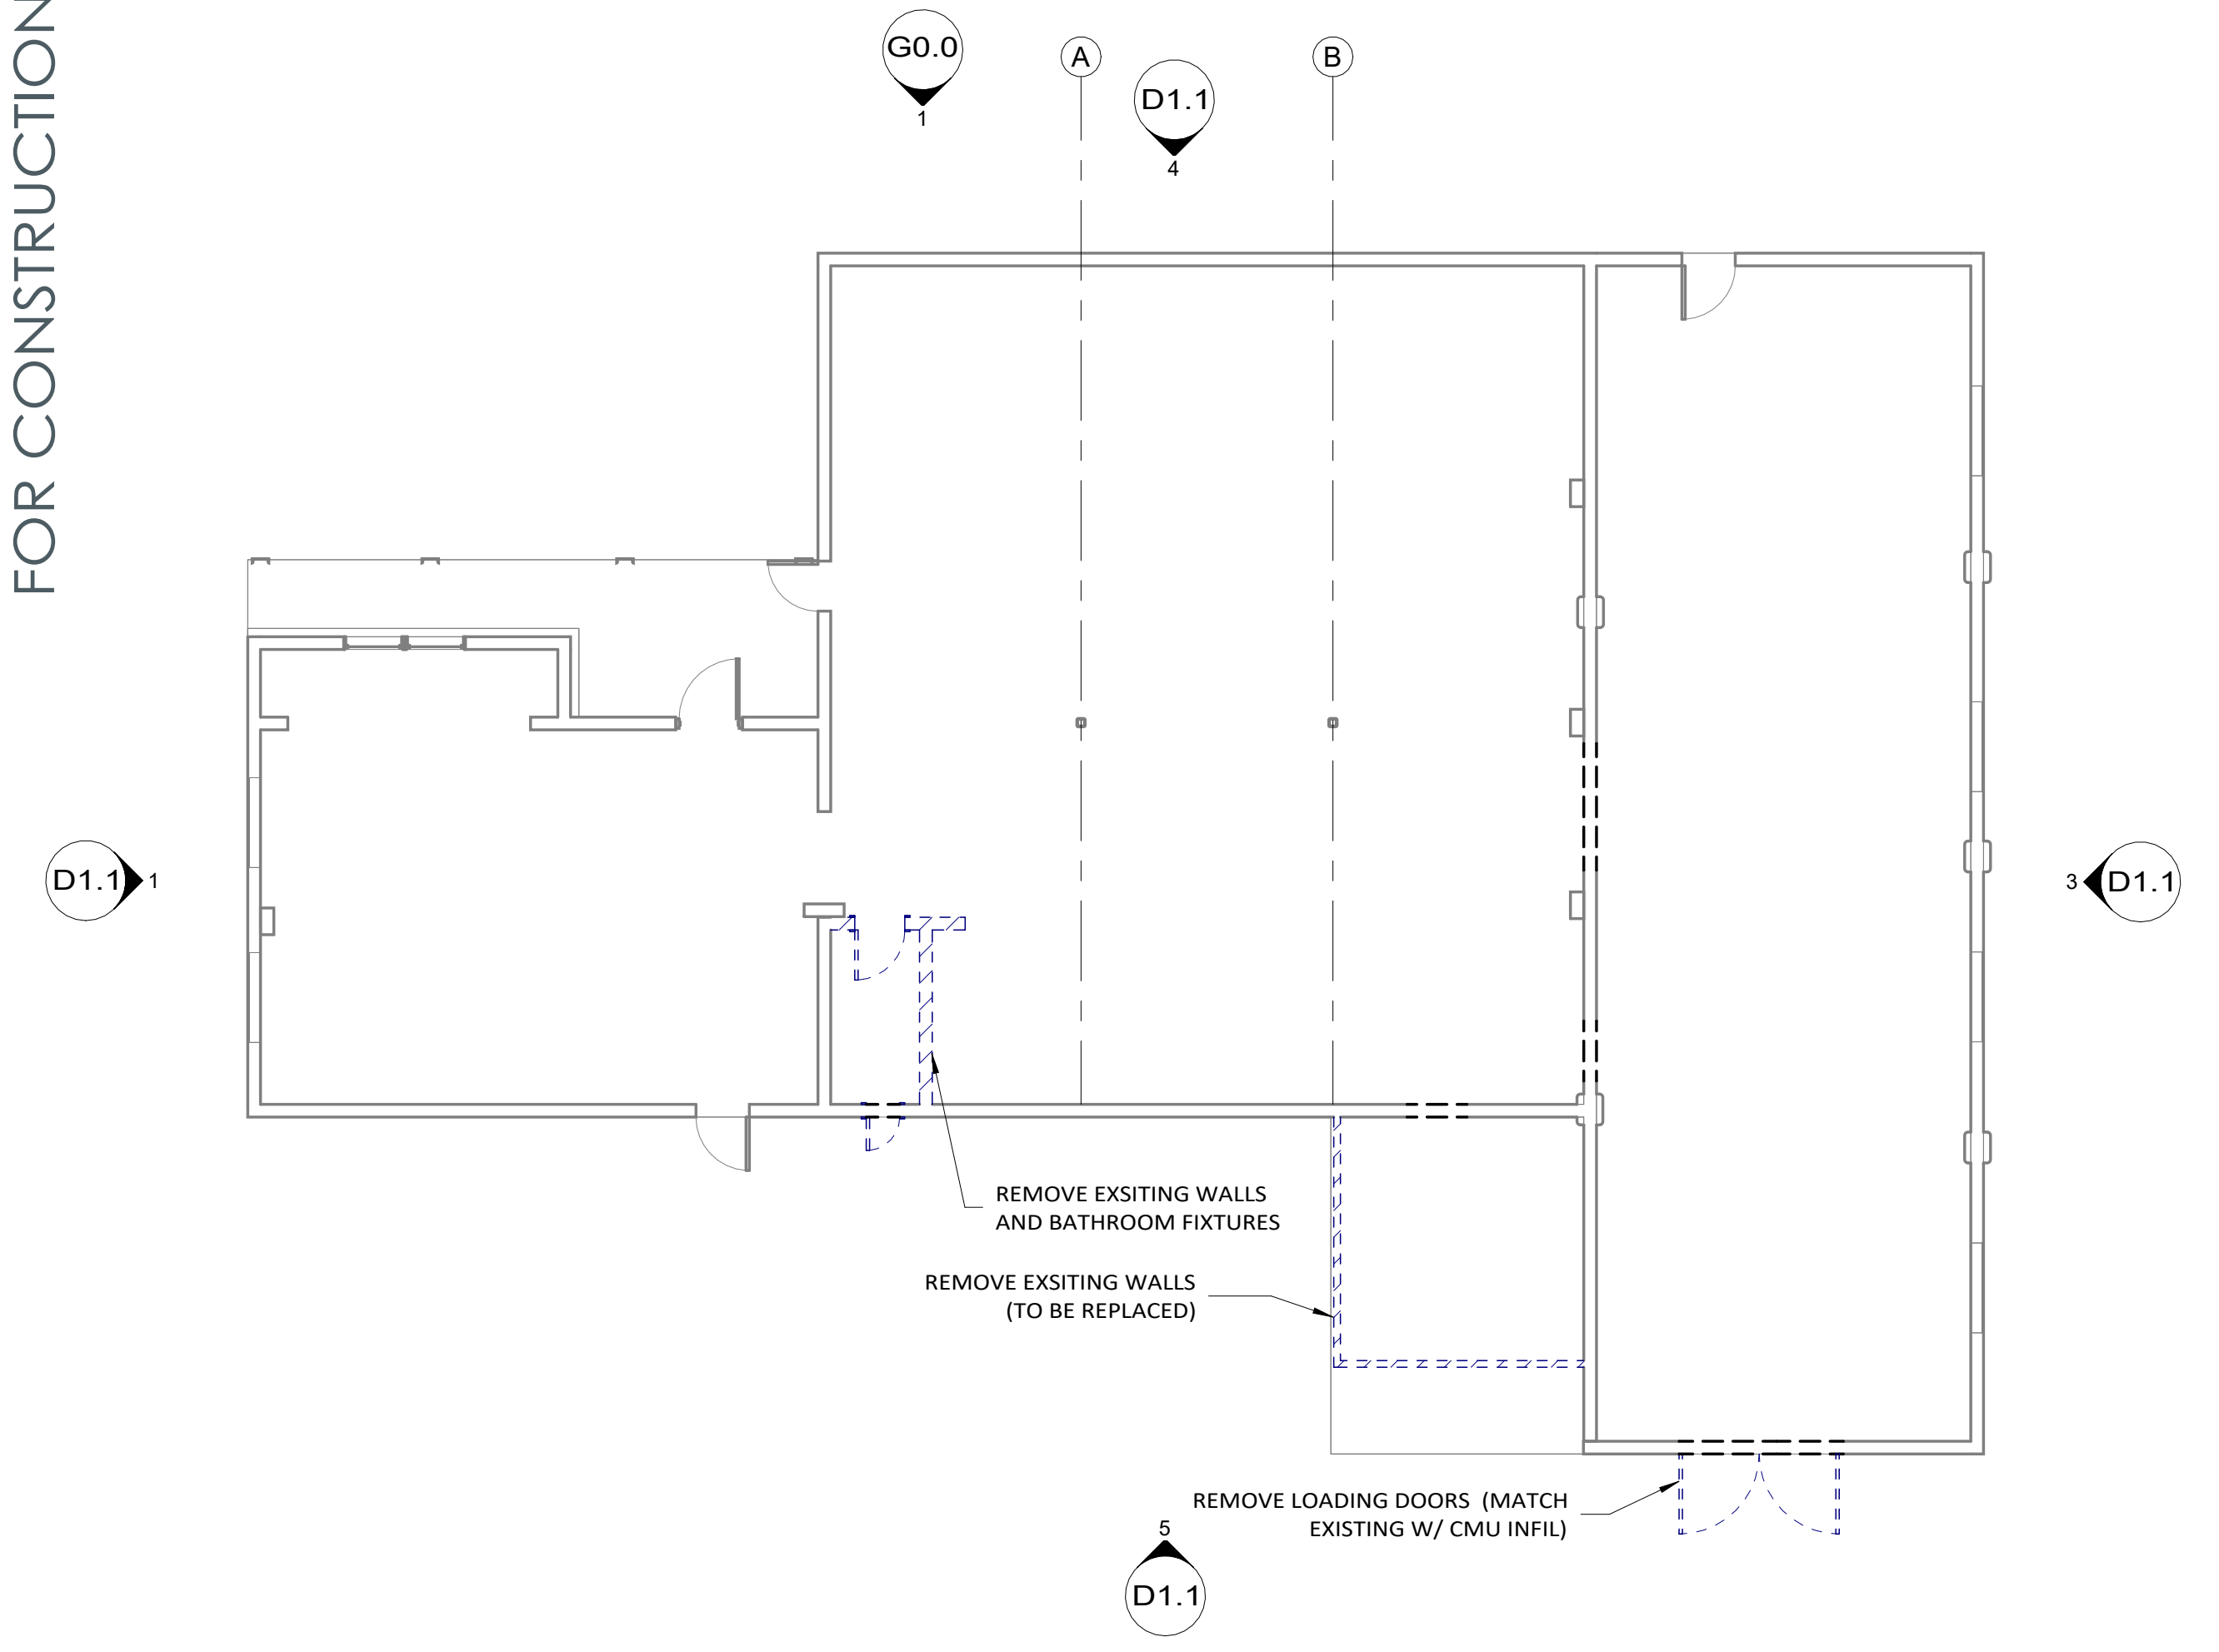 FOR CONSTRUCTION
G0.0
1
A
D1.1
4
B
D1.1
1
3
D1.1
REMOVE EXSITING WALLS
AND BATHROOM FIXTURES
REMOVE EXSITING WALLS
(TO BE REPLACED)
REMOVE LOADING DOORS (MATCH
EXISTING W/ CMU INFIL)
5
D1.1